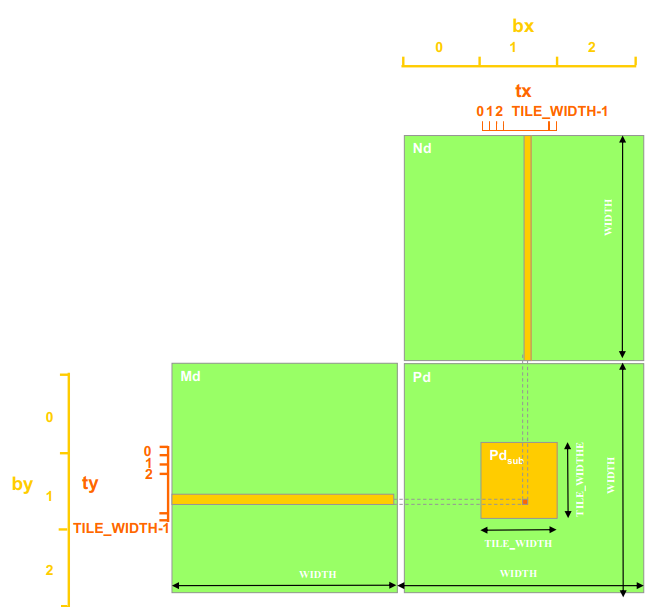 bx
0 1 2
tx
0 1 2 TILE_WIDTH-1
Nd
WIDTH
Md
Pd
0
1
2
by
ty
0
1
2
TILE_WIDTH-1
Pdsub
TILE_WIDTHE
WIDTH
TILE_WIDTH
WIDTH
WIDTH